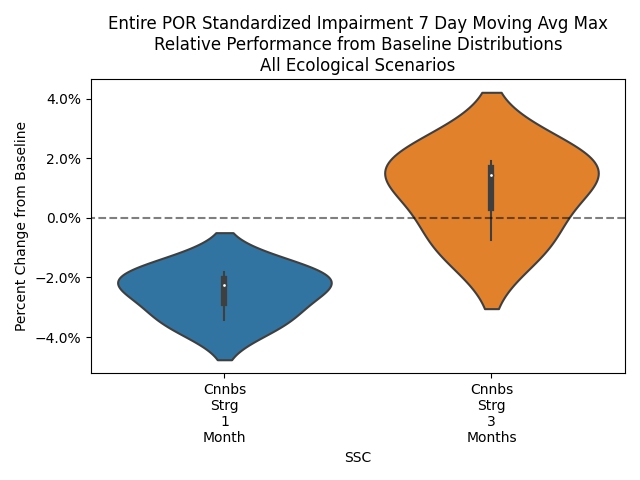 Entire POR Standardized Impairment 7 Day Moving Avg Max
Relative Performance from Baseline Distributions
All Ecological Scenarios
Percent Change from Baseline
4.0%
2.0%
0.0%
−2.0%
−4.0%
Cnnbs
Strg
1
Month
Cnnbs
Strg
3
Months
SSC